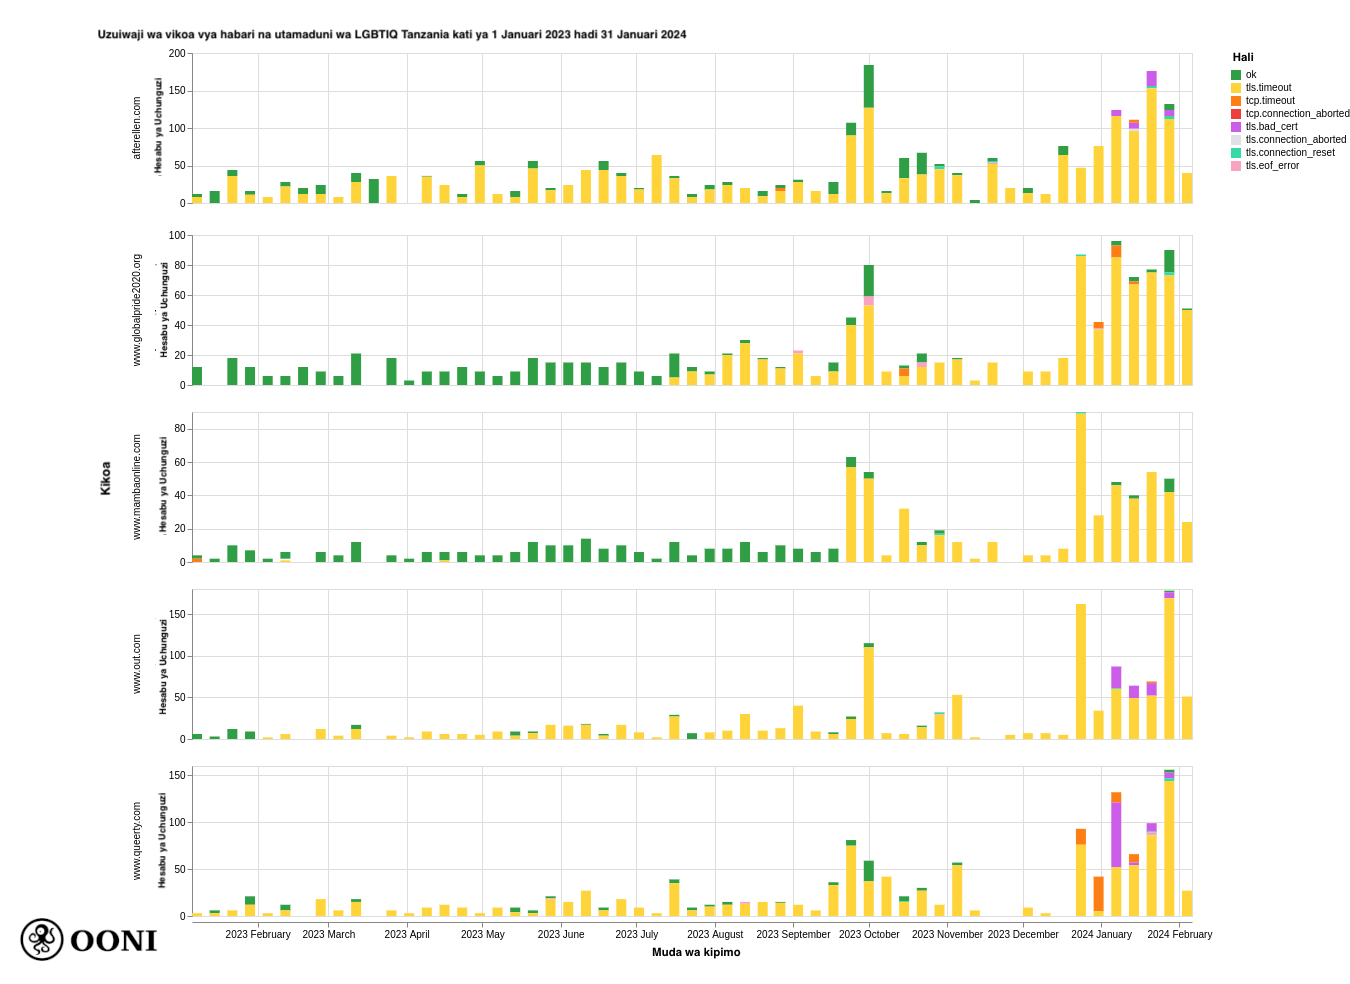 Uzuiwaji wa vikoa vya habari na utamaduni wa LGBTIQ Tanzania kati ya 1 Januari 2023 hadi 31 Januari 2024
Hali
ok
tls.timeout
tcp.timeout
tcp.connection_aborted
tls.bad_cert
tls.connection_aborted
tls.connection_reset
tls.eof_error
Kikoa
afterellen.com
Hesabu ya Uchunguzi
200
150
100
50
0
www.globalpride2020.org
Hesabu ya Uchunguzi
100
80
60
40
20
0
www.mambaonline.com
Hesabu ya Uchunguzi
80
60
40
20
0
www.out.com
Hesabu ya Uchunguzi
150
100
50
0
www.queerty.com
Hesabu ya Uchunguzi
150
100
50
0
2023 February 2023 March 2023 April 2023 May 2023 June 2023 July 2023 August 2023 September 2023 October 2023 November 2023 December 2024 January 2024 February
Muda wa kipimo
OONI